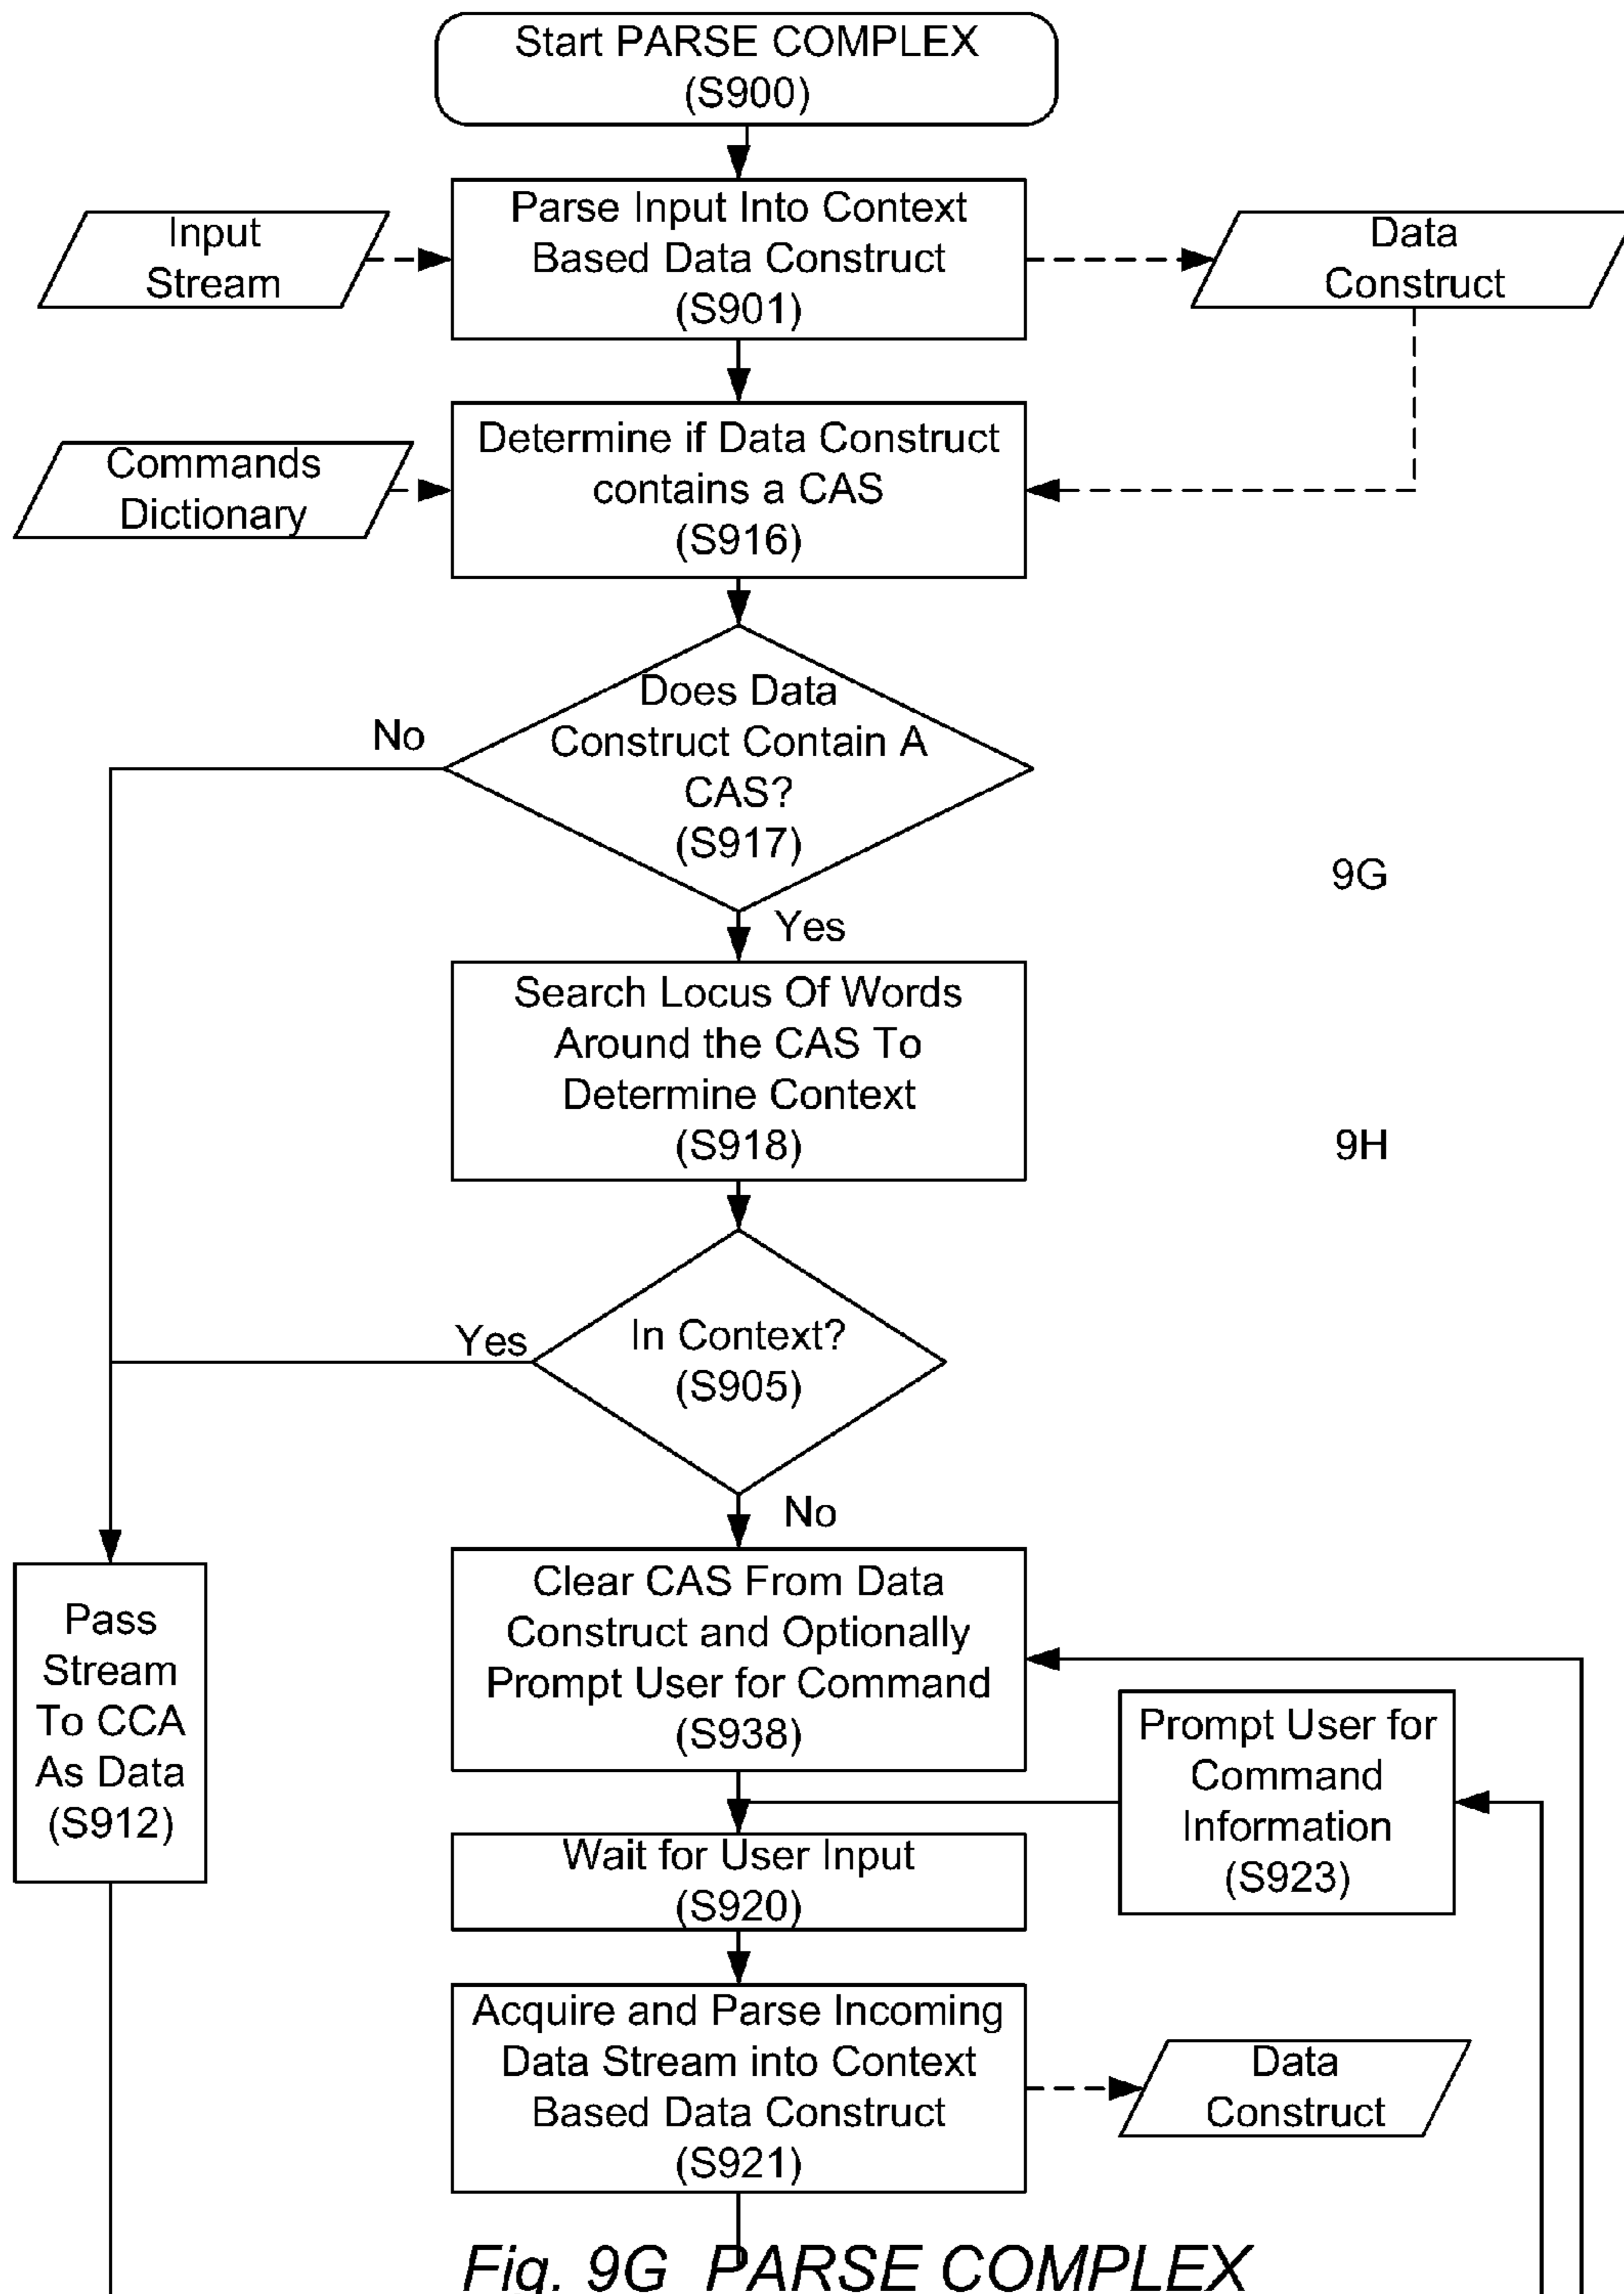 Start PARSE COMPLEX
(S900)
Input
Stream
Parse Input Into Context
Based Data Construct
(S901)
Data
Construct
Commands
Dictionary
Determine if Data Construct
contains a CAS
(S916)
Does Data
Construct Contain A
CAS?
(S917)
No
9G
Yes
Search Locus Of Words
Around the CAS To
Determine Context
(S918)
9H
In Context?
(S905)
Yes
No
Pass
Stream
To CCA
As Data
(S912)
Clear CAS From Data
Construct and Optionally
Prompt User for Command
(S938)
Prompt User for
Command
Information
(S923)
Wait for User Input
(S920)
Acquire and Parse Incoming
Data Stream into Context
Based Data Construct
(S921)
Data
Construct
Fig. 9G PARSE COMPLEX